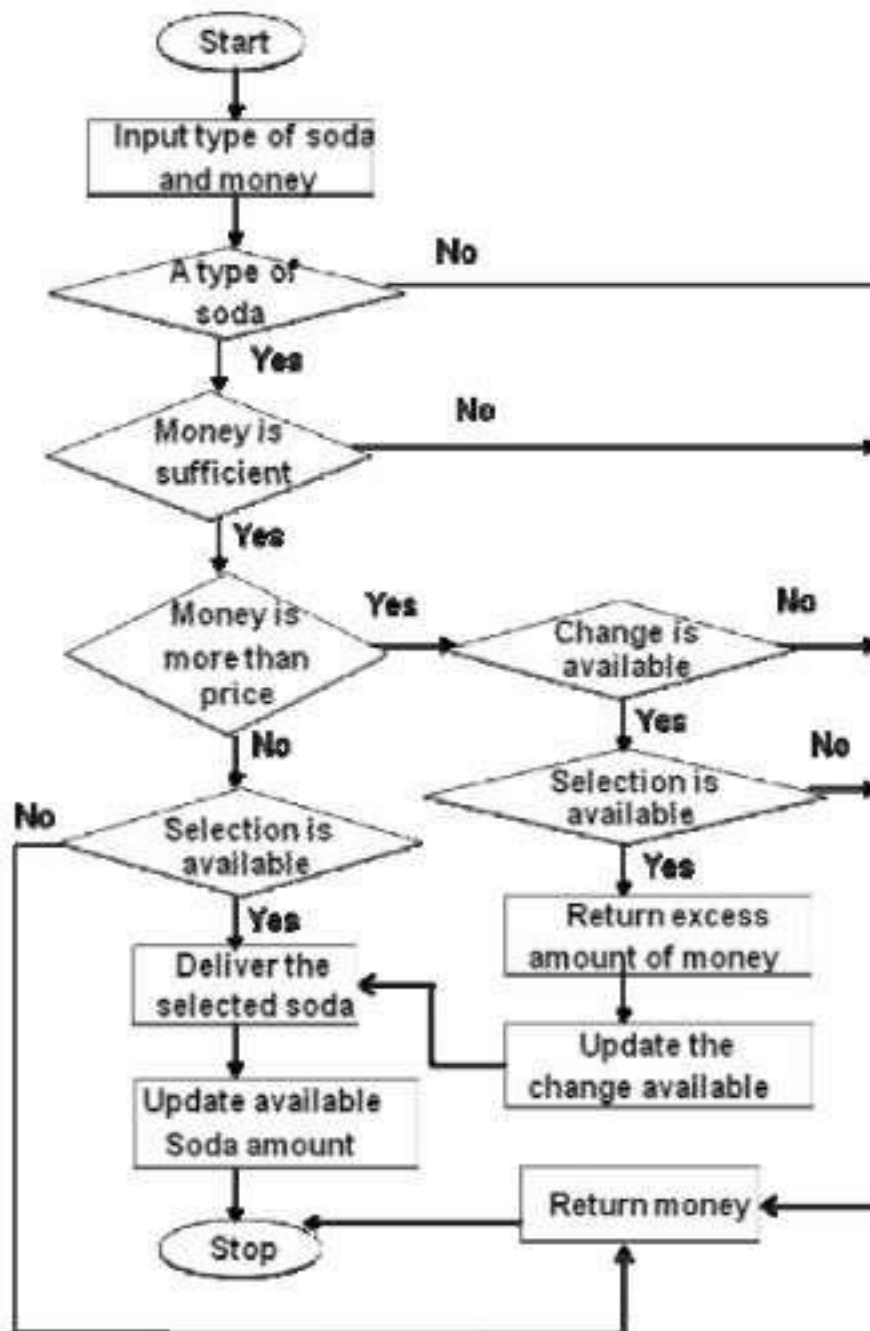 Start
Input type of soda
and money
No
A type of
soda
Yes
No
Money is
sufficient
Yes
Money is
more than
price
Yes
Change is
available
No
No
Yes
Selection is
available
No
No
Selection is
available
Yes
Yes
Return excess
amount of money
Deliver the
selected soda
Update the
change available
Update available
Soda amount
Return money
Stop